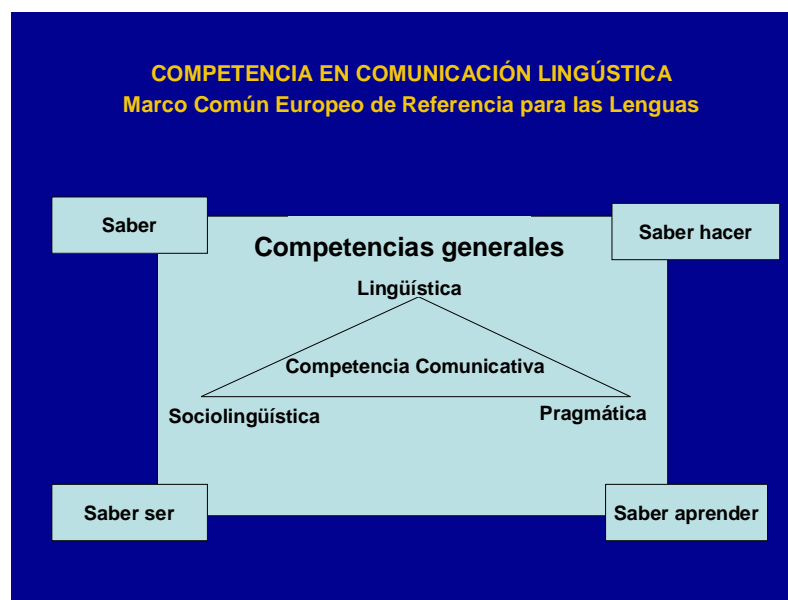 COMPETENCIA EN COMUNICACIÓN LINGÚSTICA
Marco Común Europeo de Referencia para las Lenguas
Saber
Saber hacer
Competencias generales
Lingüística
Competencia Comunicativa
Sociolingüística
Pragmática
Saber ser
Saber aprender